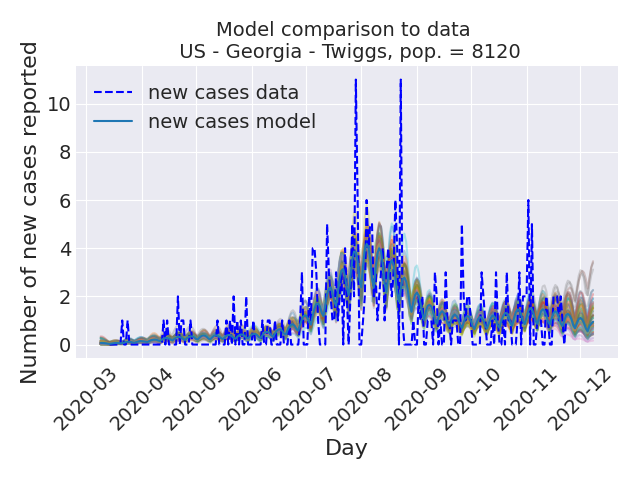 Model comparison to data
US - Georgia - Twiggs, pop. = 8120
Number of new cases reported
10
8
6
4
2
0
new cases data
new cases model
2020-03
2020-04
2020-05
2020-06
2020-07
2020-08
2020-09
2020-10
2020-11
2020-12
Day